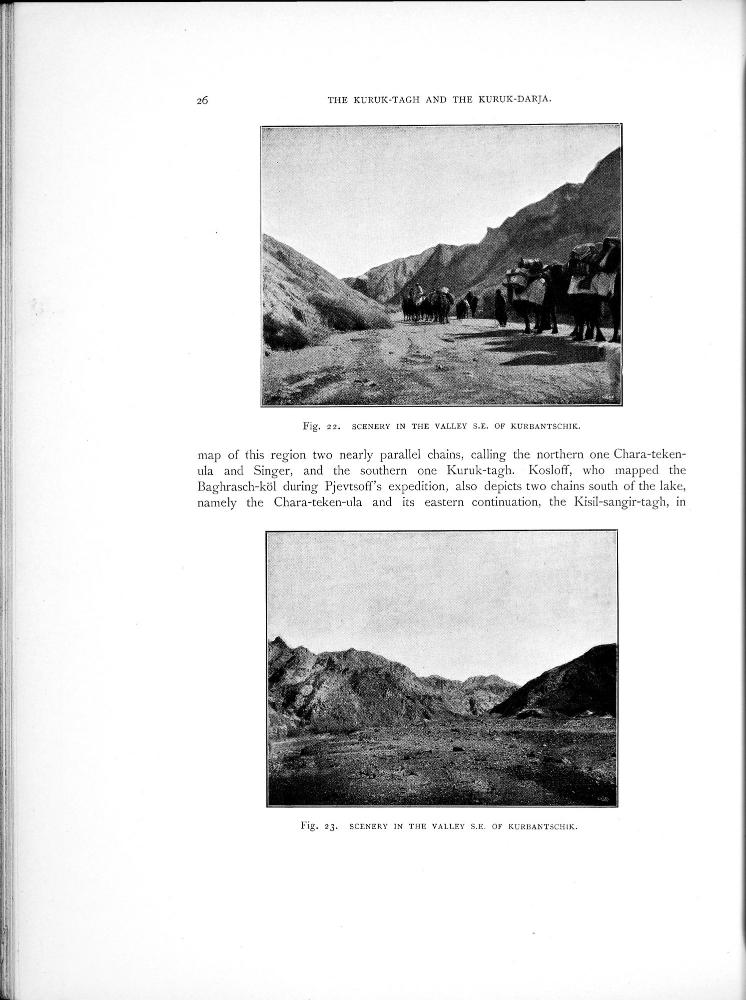 26
THE KURUK-TAGH AND THE KURUK-DARJA.
Fig. 22. SCENERY IN THE VALLEY S.E. OF KURBANTSCHIK.
map of this region two nearly parallel chains, calling the northern one Chara-teken-
ula and Singer, and the southern one Kuruk-tagh. Kosloff, who mapped the
Baghrasch-köl during Pjevtsoff's expedition, also depicts two chains south of the lake,
namely the Chara-teken-ula and its eastern continuation, the Kisil-sangir-tagh, in
Fig. 23. SCENERY IN THE VALLEY S.E. OF KURBANTSCHIK.